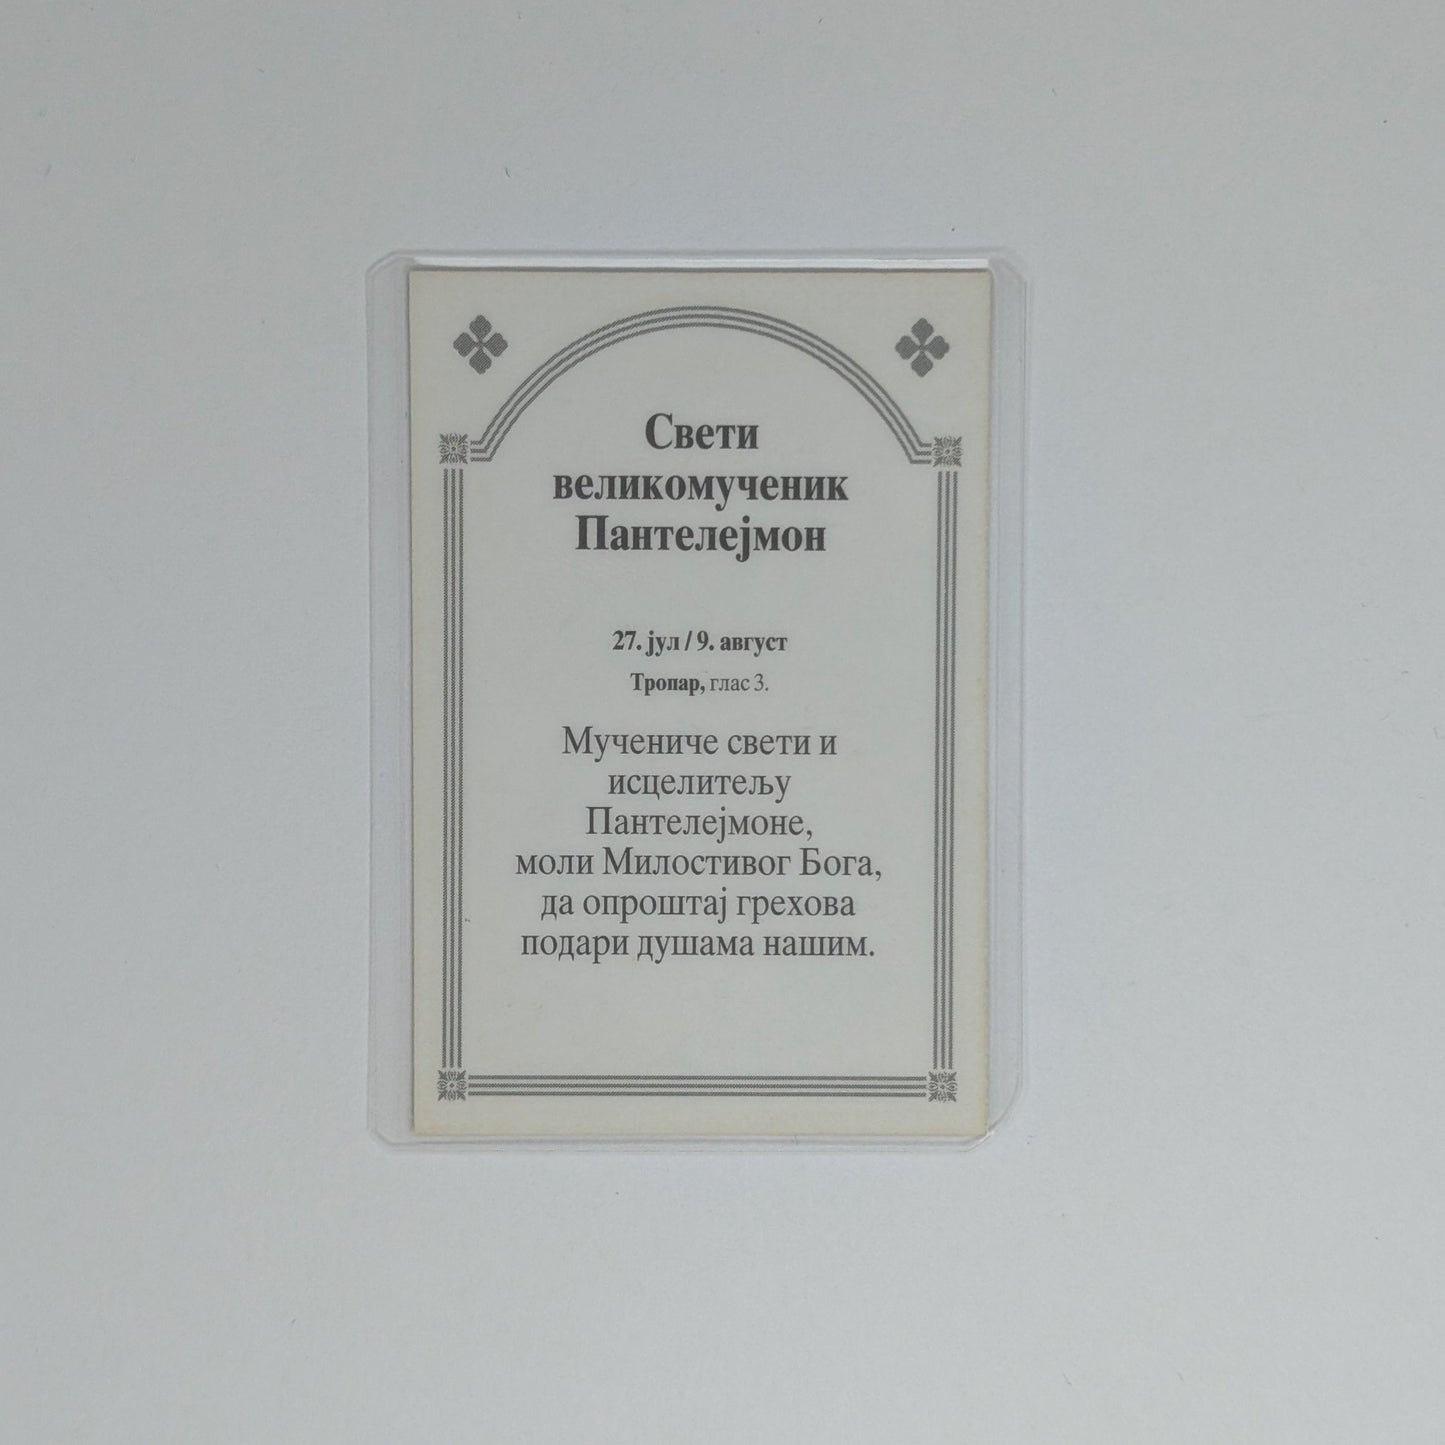 Свети
великомученик
Пантелејмон
27. јул / 9. август
Тропар, глас 3.
Мучениче свети и
исцелитељу
Пантелејмоне,
моли Милостивог Бога,
да опроштај грехова
подари душама нашим.